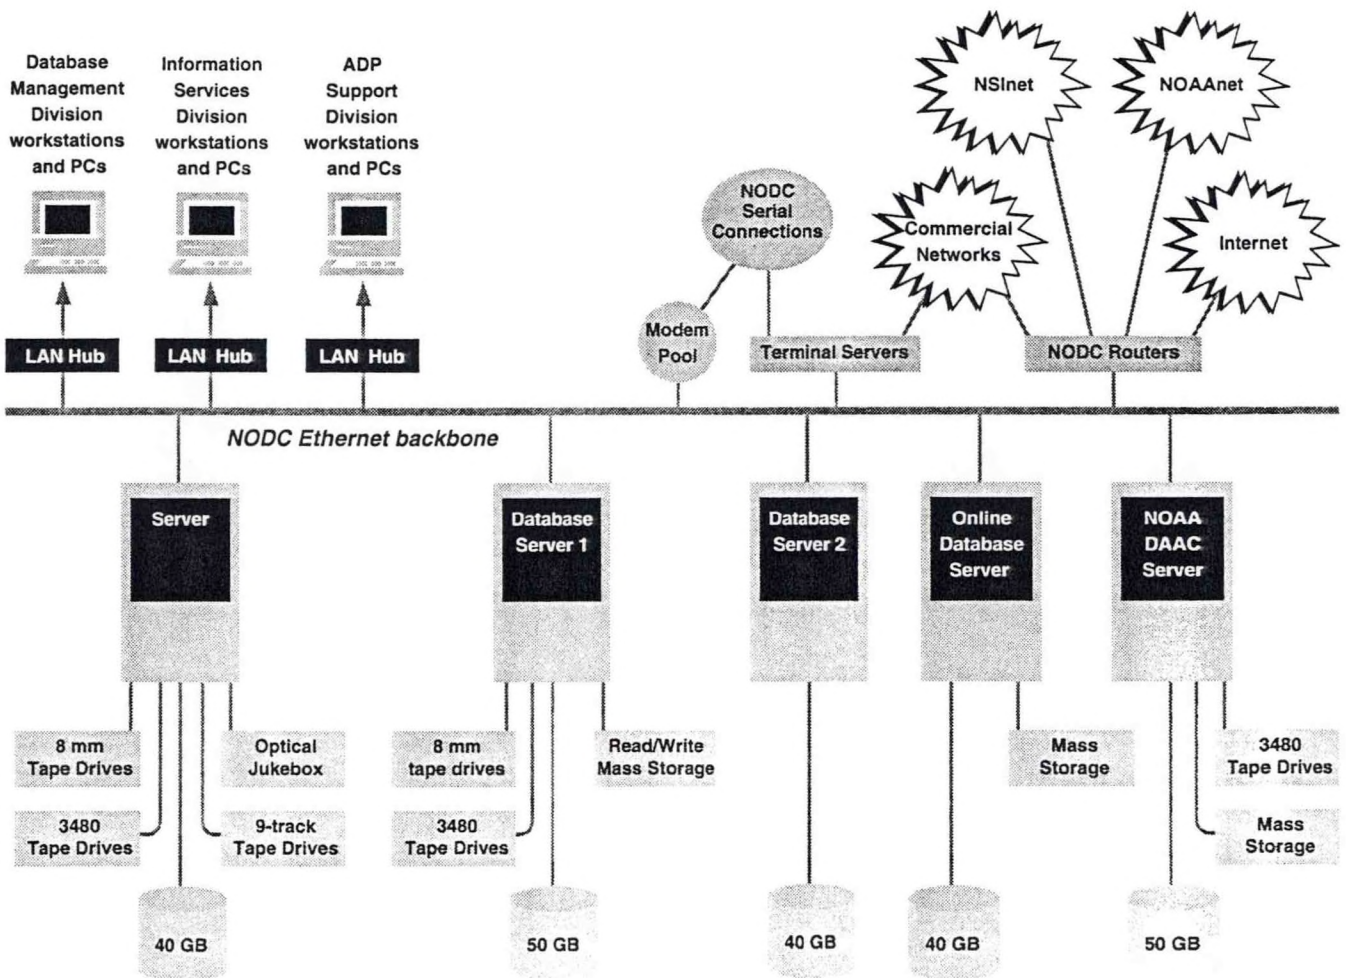 Database
Management
Division
workstations
and PCs
Information
Services
Division
workstations
and PCs
ADP
Support
Division
workstations
and PCs
NSInet
NOAAnet
NODC
Serial
Connections
Commercial
Networks
Internet
Modem
Pool
LAN Hub
LAN Hub
LAN Hub
Terminal Servers
NODC Routers
NODC Ethernet backbone
Server
Database
Server 1
Database
Server 2
Online
Database
Server
NOAA
DAAC
Server
8 mm
Tape Drives
Optical
Jukebox
8 mm
tape drives
Read/Write
Mass Storage
Mass
Storage
3480
Tape Drives
3480
Tape Drives
9-track
Tape Drives
3480
Tape Drives
Mass
Storage
40 GB
50 GB
40 GB
40 GB
50 GB